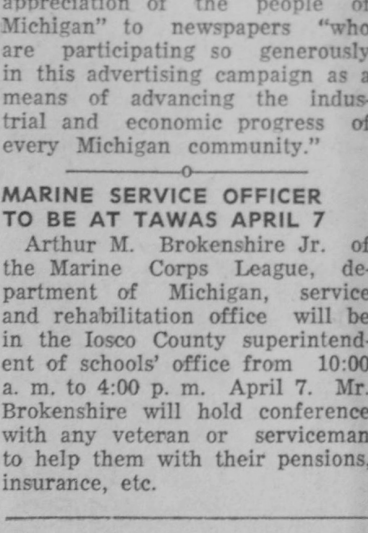 appreciation of the people of
Michigan” to newspapers “who
are participating so generously
in this advertising campaign as a
means of advancing the indus-
trial and economic progress of
every Michigan community.”
o
MARINE SERVICE OFFICER
TO BE AT TAWAS APRIL 7
Arthur M. Brokenshire Jr. of
the Marine Corps League, de-
partment of Michigan, service
and rehabilitation office will be
in the Iosco County superintend-
ent of schools’ office from 10:00
a. m. to 4:00 p. m. April 7. Mr.
Brokenshire will hold conference
with any veteran or serviceman
to help them with their pensions,
insurance, etc.